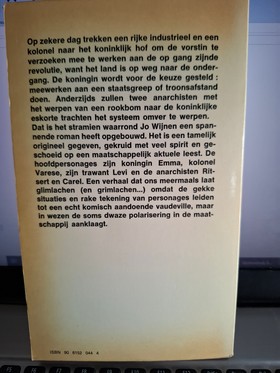 Op zekere dag trekken een rijke industrieel en een
kolonel naar het koninklijk hof om de vorstin te
verzoeken mee te werken aan de op gang zijnde
revolutie, want het land is op weg naar de onder-
gang. De koningin wordt voor de keuze gesteld :
meewerken aan een staatsgreep of troonsafstand
doen. Anderzijds zullen twee anarchisten met
het werpen van een rookbom naar de koninklijke
eskorte trachten het systeem omver te werpen.
Dat is het stramien waarrond Jo Wijnen een span-
nende roman heeft opgebouwd. Het is een tamelijk
origineel gegeven, gekruid met veel spirit en ge-
schoeid op een maatschappelijk aktuele leest. De
hoofdpersonages zijn koningin Emma, kolonel
Varese, zijn trawant Levi en de anarchisten Rit-
sert en Carel. Een verhaal dat ons meermaals laat
glimlachen (en grimlachen...) omdat de gekke
situaties en rake tekening van personages leiden
tot een echt komisch aandoende vaudeville, maar
in wezen de soms dwaze polarisering in de maat-
schappij aanklaagt.